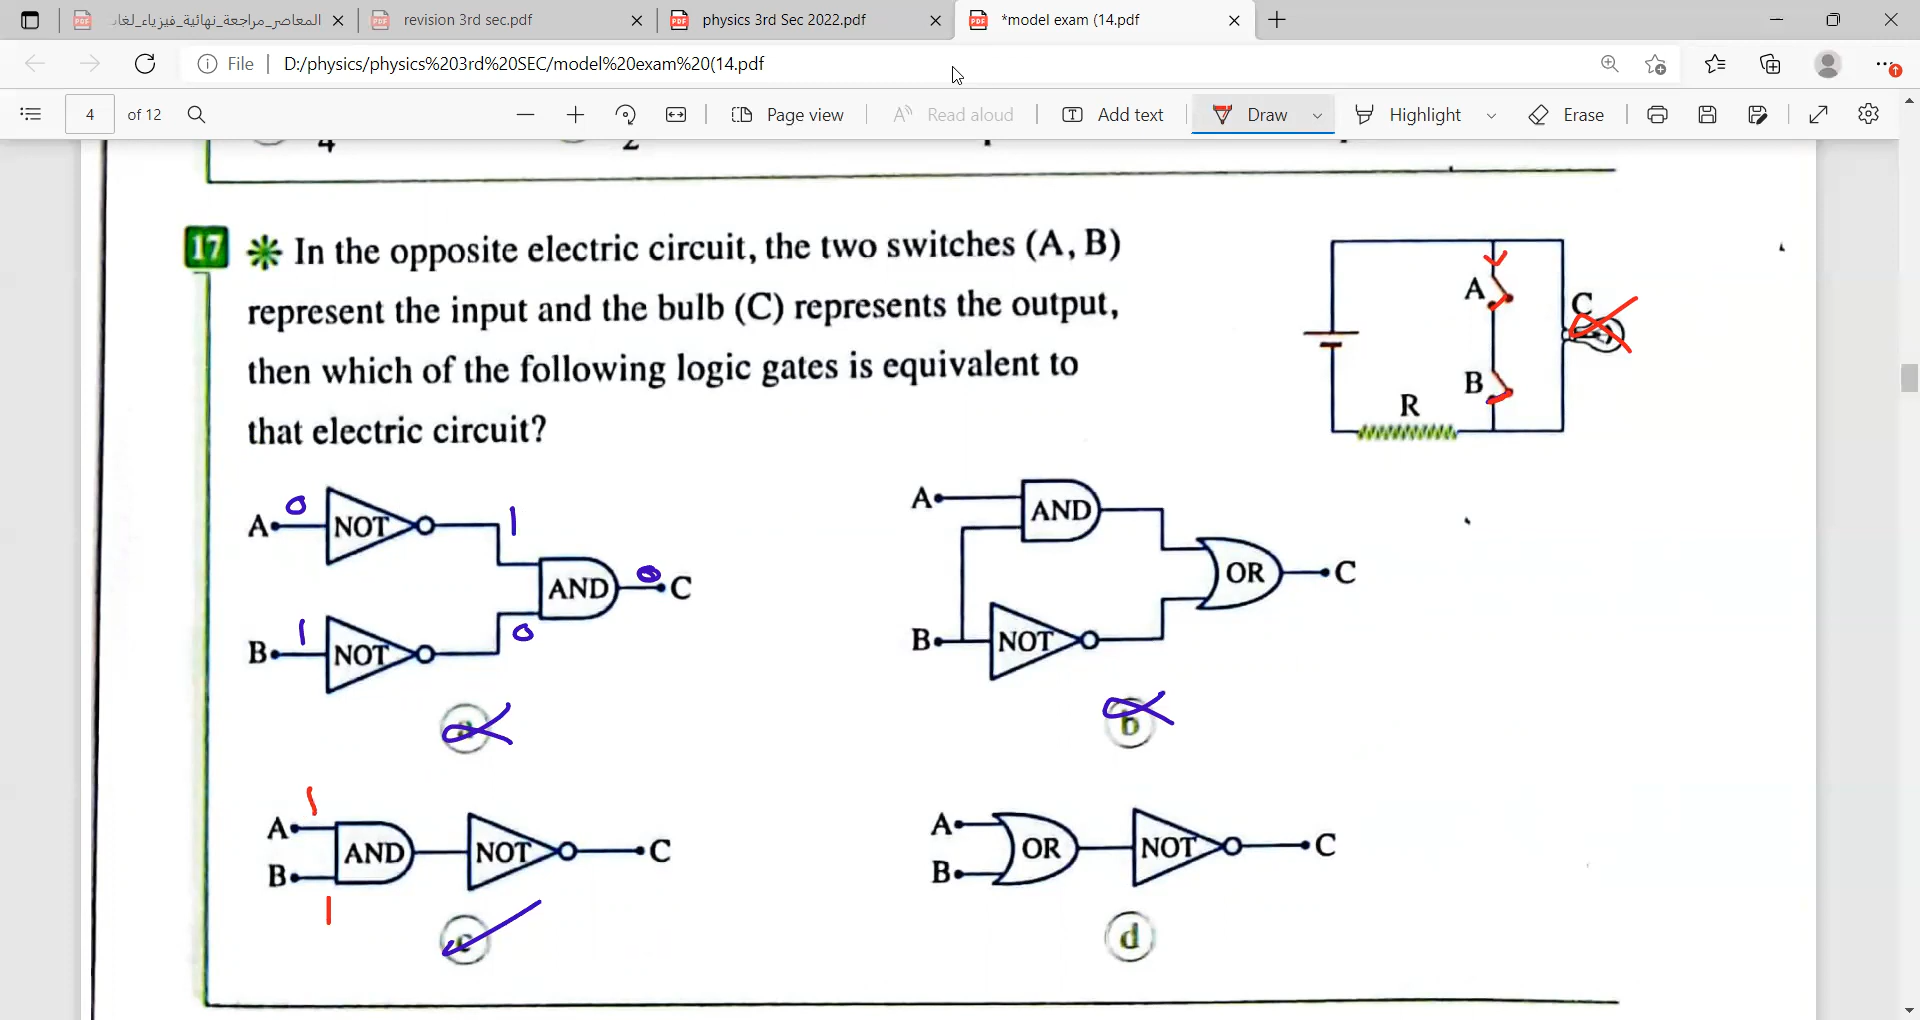 المعاصر_مراجعة_نهائية_فيزياء_لغا..
revision 3rd sec.pdf
physics 3rd Sec 2022.pdf
*model exam (14.pdf
File
D:/physics/physics%203rd%20SEC/model%20exam%20(14.pdf
4 of 12
Page view
Read aloud
Add text
Draw
Highlight
Erase
4
2
17 In the opposite electric circuit, the two switches (A, B)
represent the input and the bulb (C) represents the output,
then which of the following logic gates is equivalent to
that electric circuit?
A
C
B
R
A 0 NOT 1
AND 0 C
B 1 NOT 0
a
A AND
OR C
B NOT
b
1
A
AND NOT C
B
1
c
A
OR NOT C
B
d